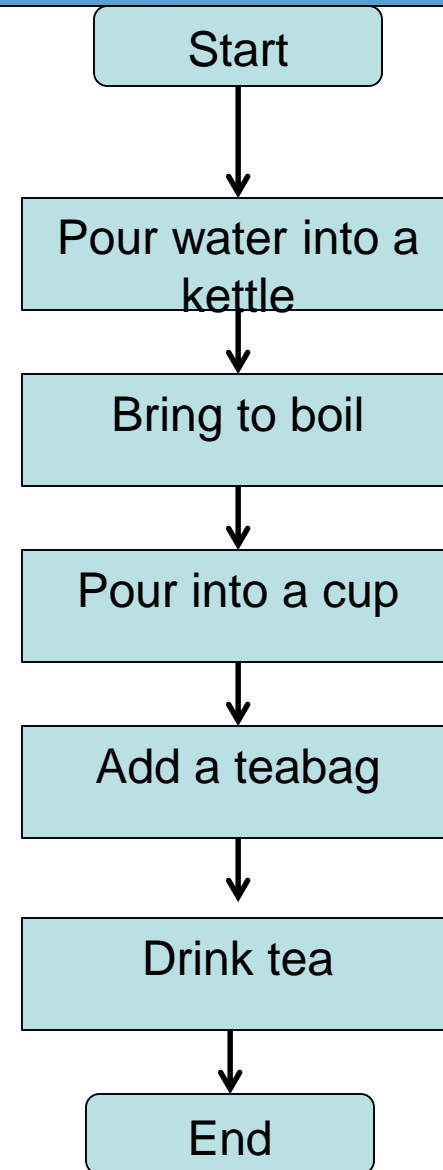 Start
Pour water into a
kettle
Bring to boil
Pour into a cup
Add a teabag
Drink tea
End